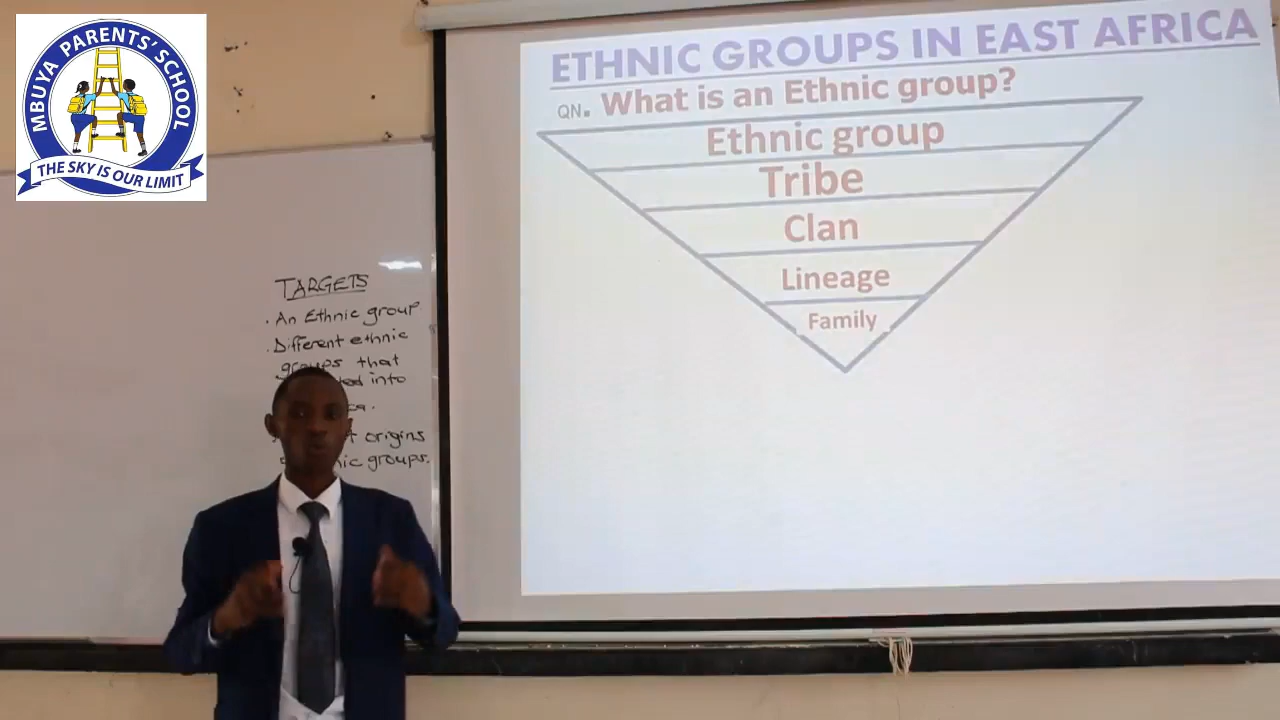 MBUYA PARENTS' SCHOOL
THE SKY IS OUR LIMIT
ETHNIC GROUPS IN EAST AFRICA
QN. What is an Ethnic group?
Ethnic group
Tribe
Clan
Lineage
Family
TARGETS
. An Ethnic group
. Different ethnic
groups that
into
origins
groups.